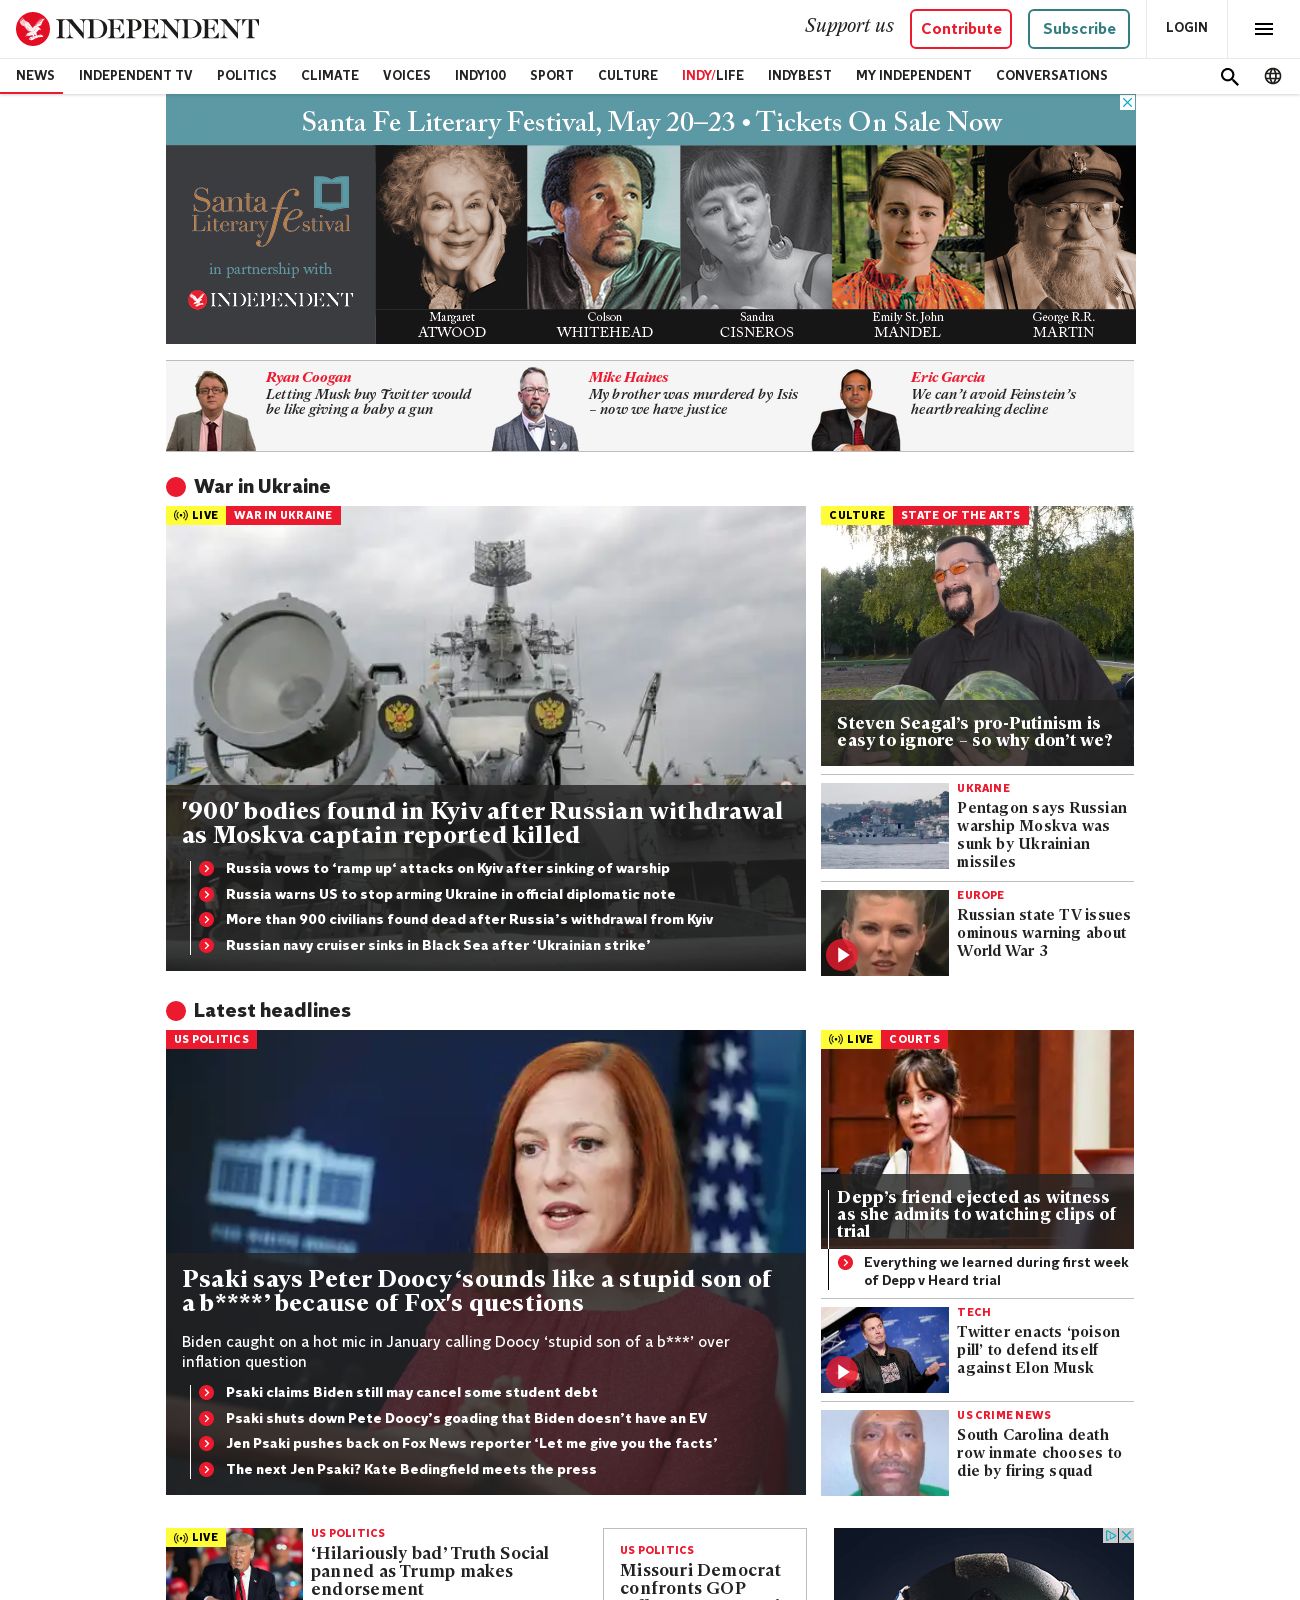 INDEPENDENT
Support us
Contribute
Subscribe
LOGIN
NEWS INDEPENDENT TV POLITICS CLIMATE VOICES INDY100 SPORT CULTURE INDY/LIFE INDYBEST MY INDEPENDENT CONVERSATIONS
Santa Fe Literary Festival, May 20–23 • Tickets On Sale Now
Santa fe
Literary Festival
in partnership with
INDEPENDENT
Margaret
ATWOOD
Colson
WHITEHEAD
Sandra
CISNEROS
Emily St. John
MANDEL
George R.R.
MARTIN
Ryan Coogan
Letting Musk buy Twitter would
be like giving a baby a gun
Mike Haines
My brother was murdered by Isis
– now we have justice
Eric Garcia
We can’t avoid Feinstein’s
heartbreaking decline
War in Ukraine
LIVE WAR IN UKRAINE
'900' bodies found in Kyiv after Russian withdrawal
as Moskva captain reported killed
Russia vows to ‘ramp up‘ attacks on Kyiv after sinking of warship
Russia warns US to stop arming Ukraine in official diplomatic note
More than 900 civilians found dead after Russia’s withdrawal from Kyiv
Russian navy cruiser sinks in Black Sea after ‘Ukrainian strike’
CULTURE STATE OF THE ARTS
Steven Seagal’s pro-Putinism is
easy to ignore – so why don’t we?
UKRAINE
Pentagon says Russian
warship Moskva was
sunk by Ukrainian
missiles
EUROPE
Russian state TV issues
ominous warning about
World War 3
Latest headlines
US POLITICS
Psaki says Peter Doocy ‘sounds like a stupid son of
a b****’ because of Fox's questions
Biden caught on a hot mic in January calling Doocy ‘stupid son of a b***’ over
inflation question
Psaki claims Biden still may cancel some student debt
Psaki shuts down Pete Doocy’s goading that Biden doesn’t have an EV
Jen Psaki pushes back on Fox News reporter ‘Let me give you the facts’
The next Jen Psaki? Kate Bedingfield meets the press
LIVE COURTS
Depp’s friend ejected as witness
as she admits to watching clips of
trial
Everything we learned during first week
of Depp v Heard trial
TECH
Twitter enacts ‘poison
pill’ to defend itself
against Elon Musk
US CRIME NEWS
South Carolina death
row inmate chooses to
die by firing squad
LIVE
US POLITICS
‘Hilariously bad’ Truth Social
panned as Trump makes
endorsement
US POLITICS
Missouri Democrat
confronts GOP